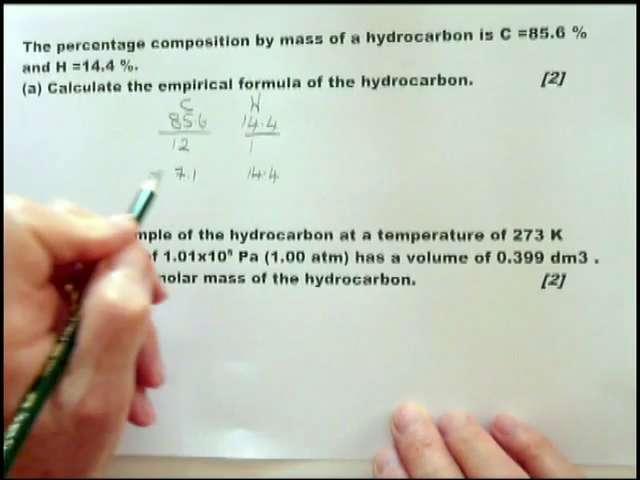 The percentage composition by mass of a hydrocarbon is C =85.6 %
and H =14.4 %.
(a) Calculate the empirical formula of the hydrocarbon. [2]
C H
85.6 14.4
12 1
7.1 14.4
mple of the hydrocarbon at a temperature of 273 K
f 1.01x10⁵ Pa (1.00 atm) has a volume of 0.399 dm3 .
molar mass of the hydrocarbon. [2]